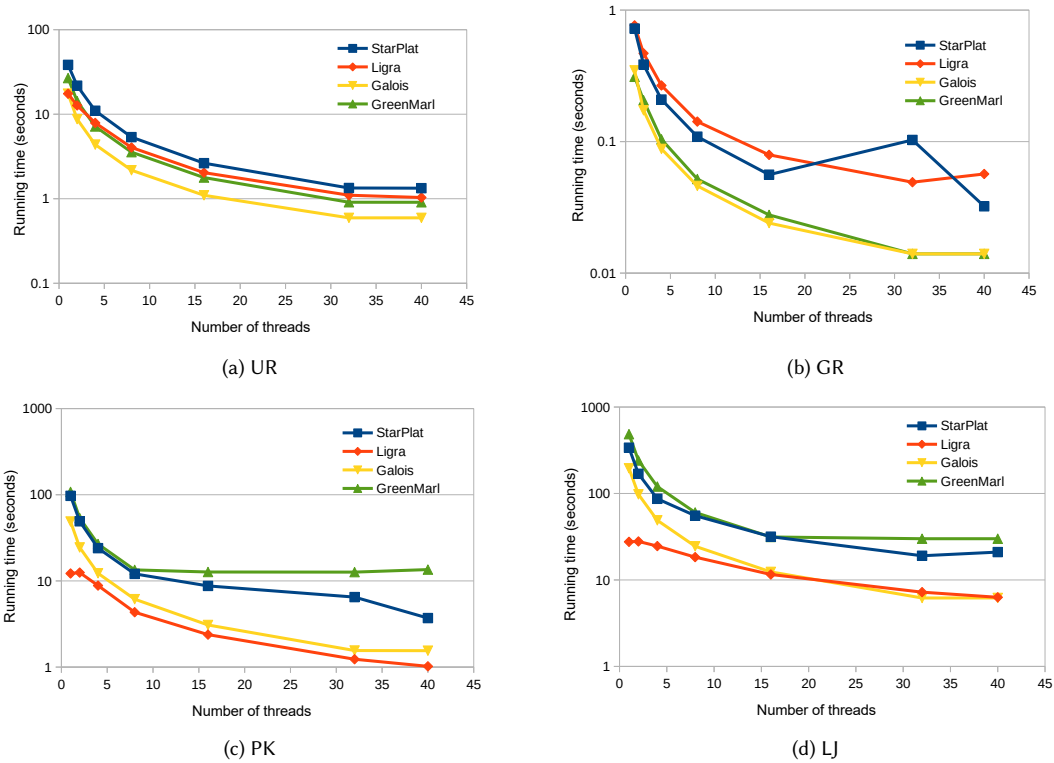 100
10
1
0.1
0 5 10 15 20 25 30 35 40 45
Running time (seconds)
Number of threads
StarPlat
Ligra
Galois
GreenMarl
(a) UR
1
0.1
0.01
0 5 10 15 20 25 30 35 40 45
Running time (seconds)
Number of threads
StarPlat
Ligra
Galois
GreenMarl
(b) GR
1000
100
10
1
0 5 10 15 20 25 30 35 40 45
Running time (seconds)
Number of threads
StarPlat
Ligra
Galois
GreenMarl
(c) PK
1000
100
10
1
0 5 10 15 20 25 30 35 40 45
Running time (seconds)
Number of threads
StarPlat
Ligra
Galois
GreenMarl
(d) LJ